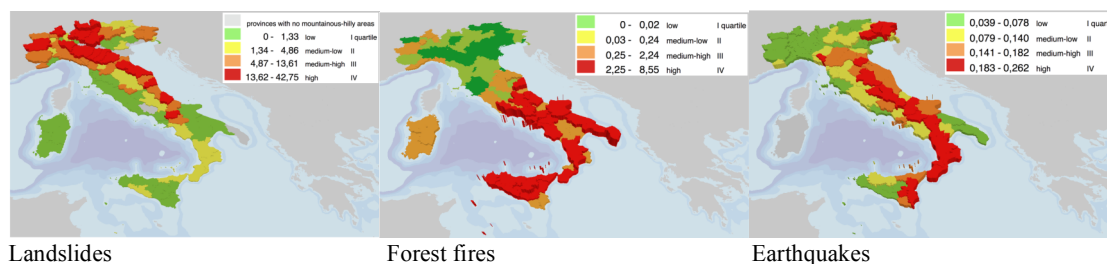 provinces with no mountainous-hilly areas
0 - 1,33 low I quartile
1,34 - 4,86 medium-low II
4,87 - 13,61 medium-high III
13,62 - 42,75 high IV
0 - 0,02 low I quartile
0,03 - 0,24 medium-low II
0,25 - 2,24 medium-high III
2,25 - 8,55 high IV
0,039 - 0,078 low I quartile
0,079 - 0,140 medium-low II
0,141 - 0,182 medium-high III
0,183 - 0,262 high IV
Landslides
Forest fires
Earthquakes